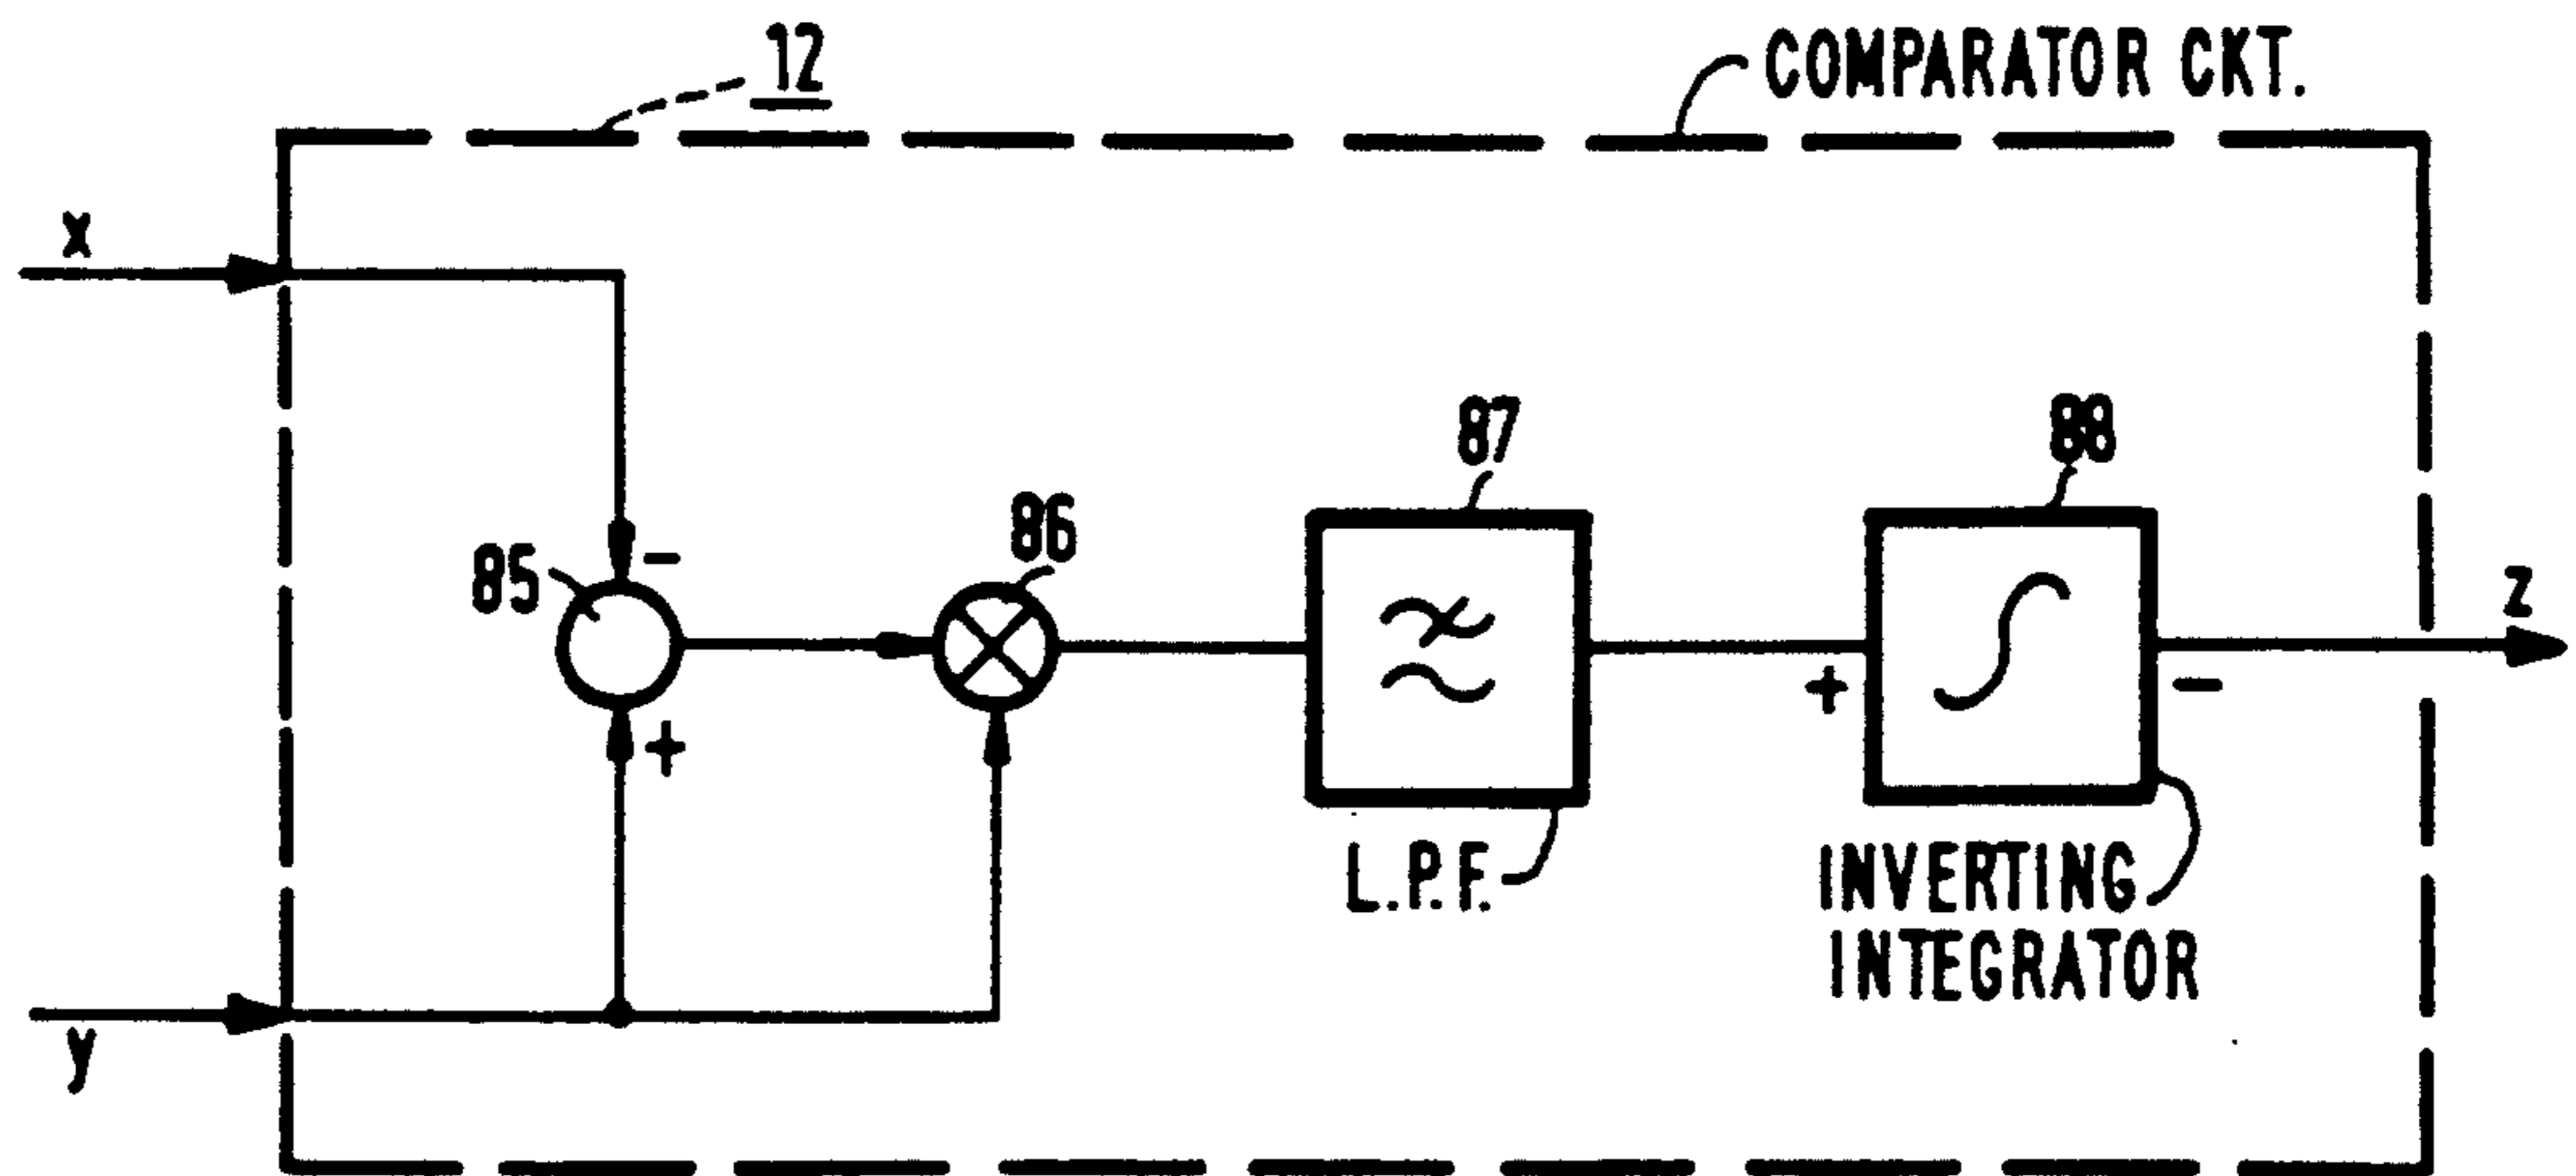 12
COMPARATOR CKT.
x
87
88
86
85
-
z
+
-
+
L.P.F.
INVERTING
INTEGRATOR
y